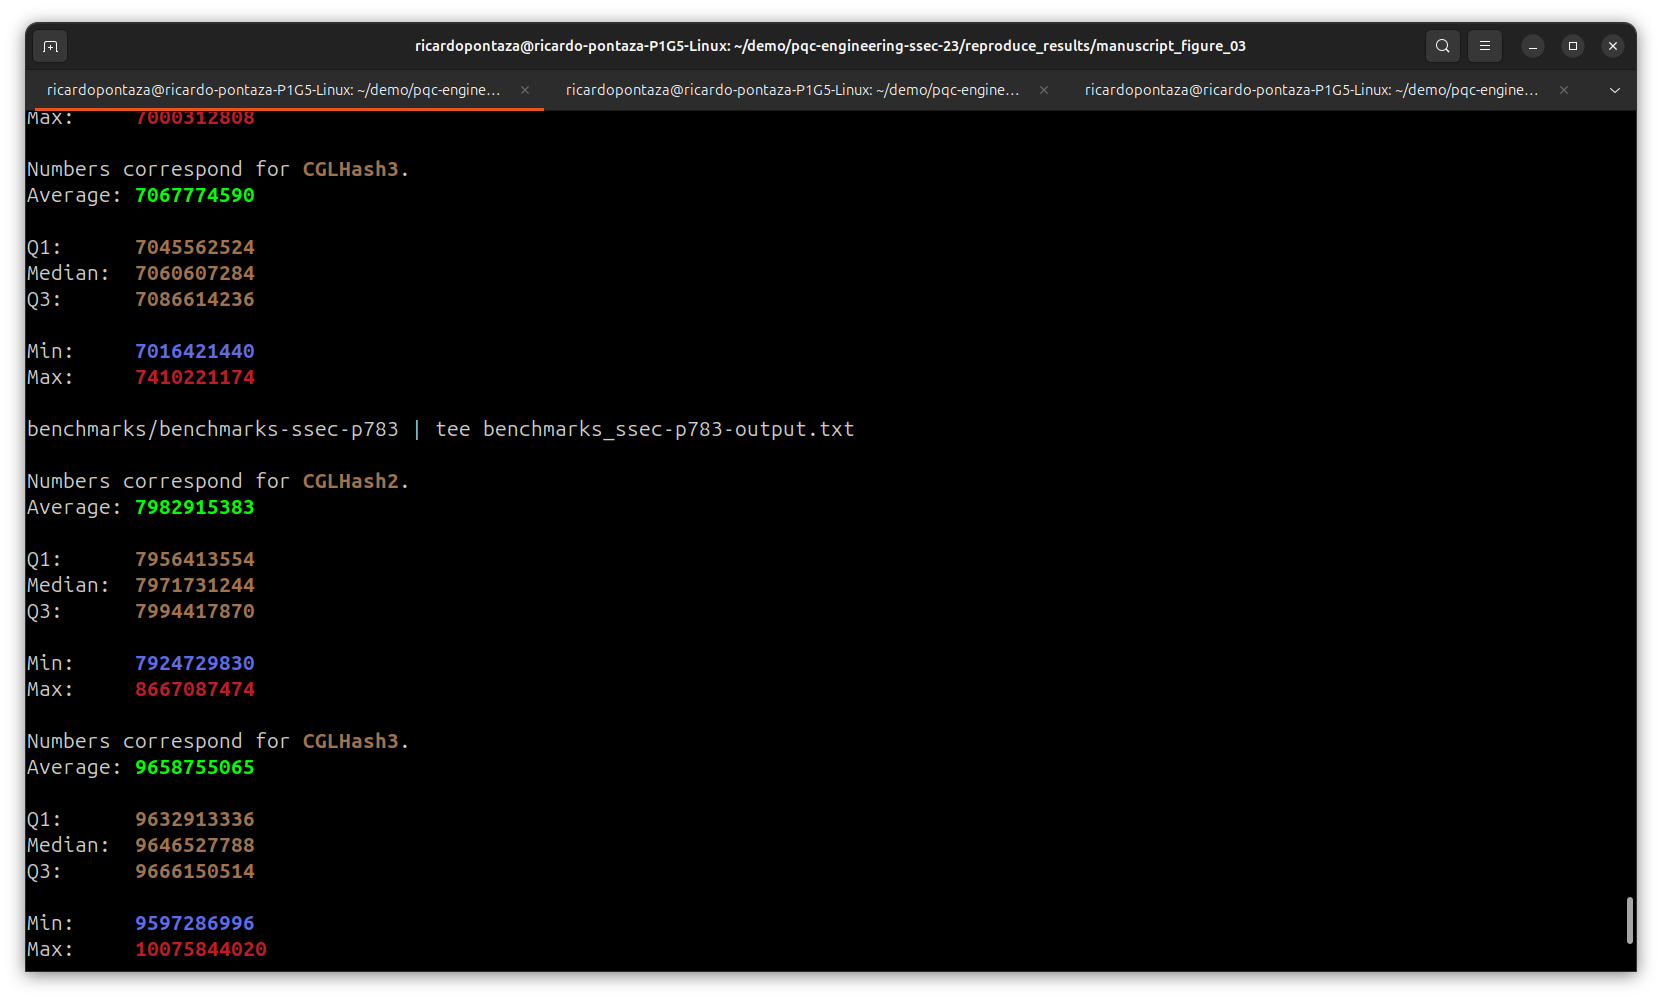 ricardopontaza@ricardo-pontaza-P1G5-Linux: ~/demo/pqc-engineering-ssec-23/reproduce_results/manuscript_figure_03
ricardopontaza@ricardo-pontaza-P1G5-Linux: ~/demo/pqc-engine…
ricardopontaza@ricardo-pontaza-P1G5-Linux: ~/demo/pqc-engine…
ricardopontaza@ricardo-pontaza-P1G5-Linux: ~/demo/pqc-engine…
Max: 7000312808
Numbers correspond for CGLHash3.
Average: 7067774590
Q1: 7045562524
Median: 7060607284
Q3: 7086614236
Min: 7016421440
Max: 7410221174
benchmarks/benchmarks-ssec-p783 | tee benchmarks_ssec-p783-output.txt
Numbers correspond for CGLHash2.
Average: 7982915383
Q1: 7956413554
Median: 7971731244
Q3: 7994417870
Min: 7924729830
Max: 8667087474
Numbers correspond for CGLHash3.
Average: 9658755065
Q1: 9632913336
Median: 9646527788
Q3: 9666150514
Min: 9597286996
Max: 10075844020